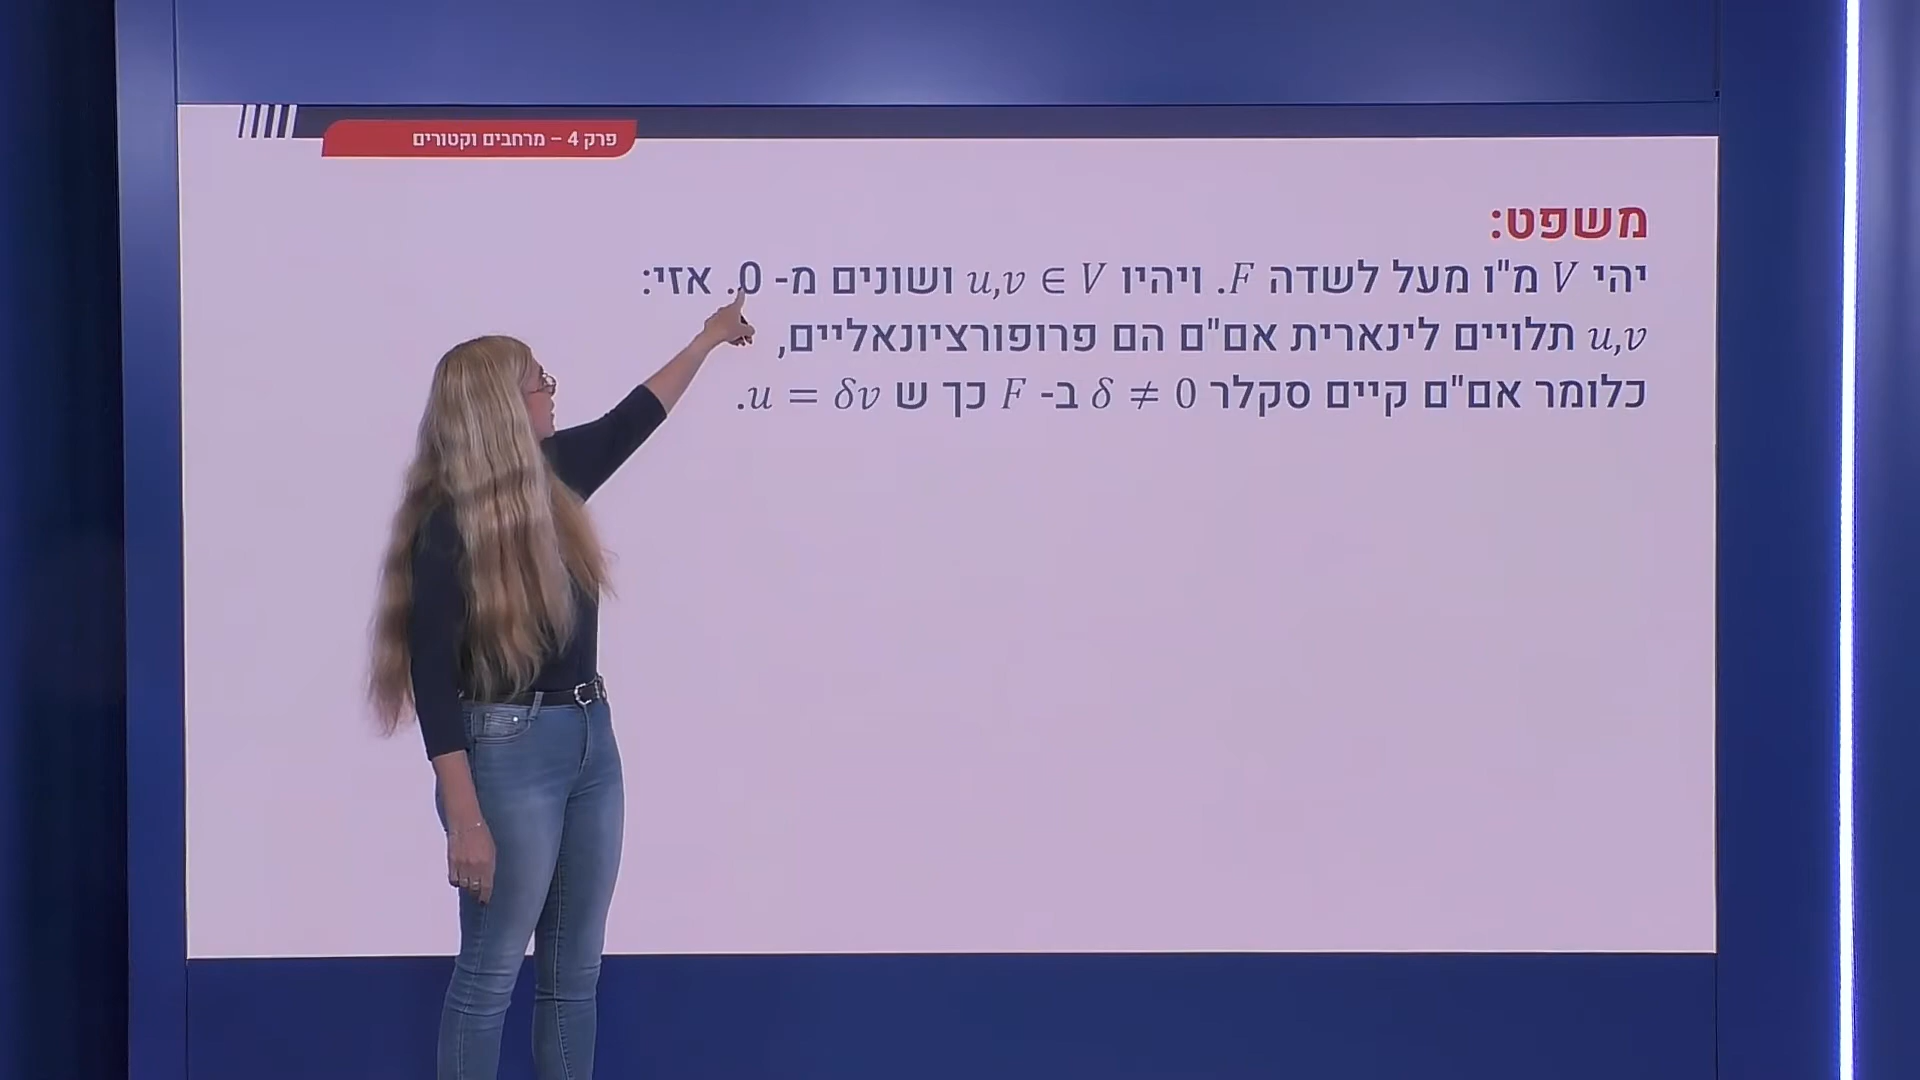 פרק 4 – מרחבים וקטורים
משפט:
יהי V מ"ו מעל לשדה F. ויהיו u,v ∈ V ושונים מ- 0. אזי:
u,v תלויים לינארית אם"ם הם פרופורציונאליים,
כלומר אם"ם קיים סקלר δ ≠ 0 ב- F כך ש u = δv.